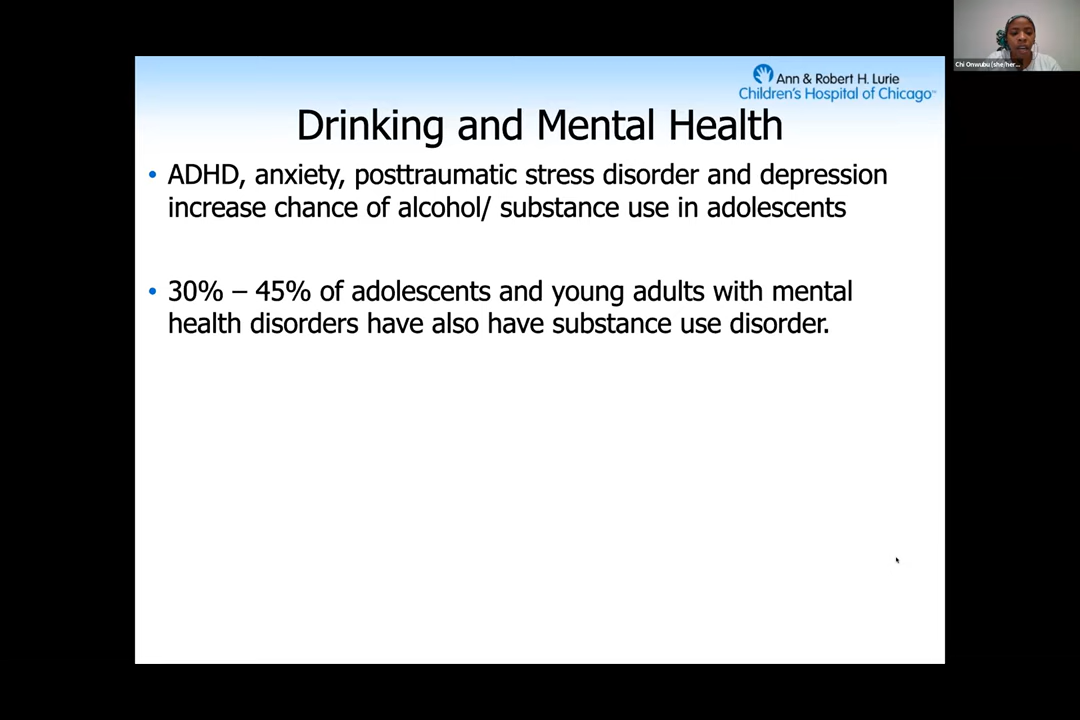 Ann & Robert H. Lurie
Children's Hospital of Chicago™
Chi Onwubu (she/her...
Drinking and Mental Health
• ADHD, anxiety, posttraumatic stress disorder and depression
increase chance of alcohol/ substance use in adolescents
• 30% – 45% of adolescents and young adults with mental
health disorders have also have substance use disorder.